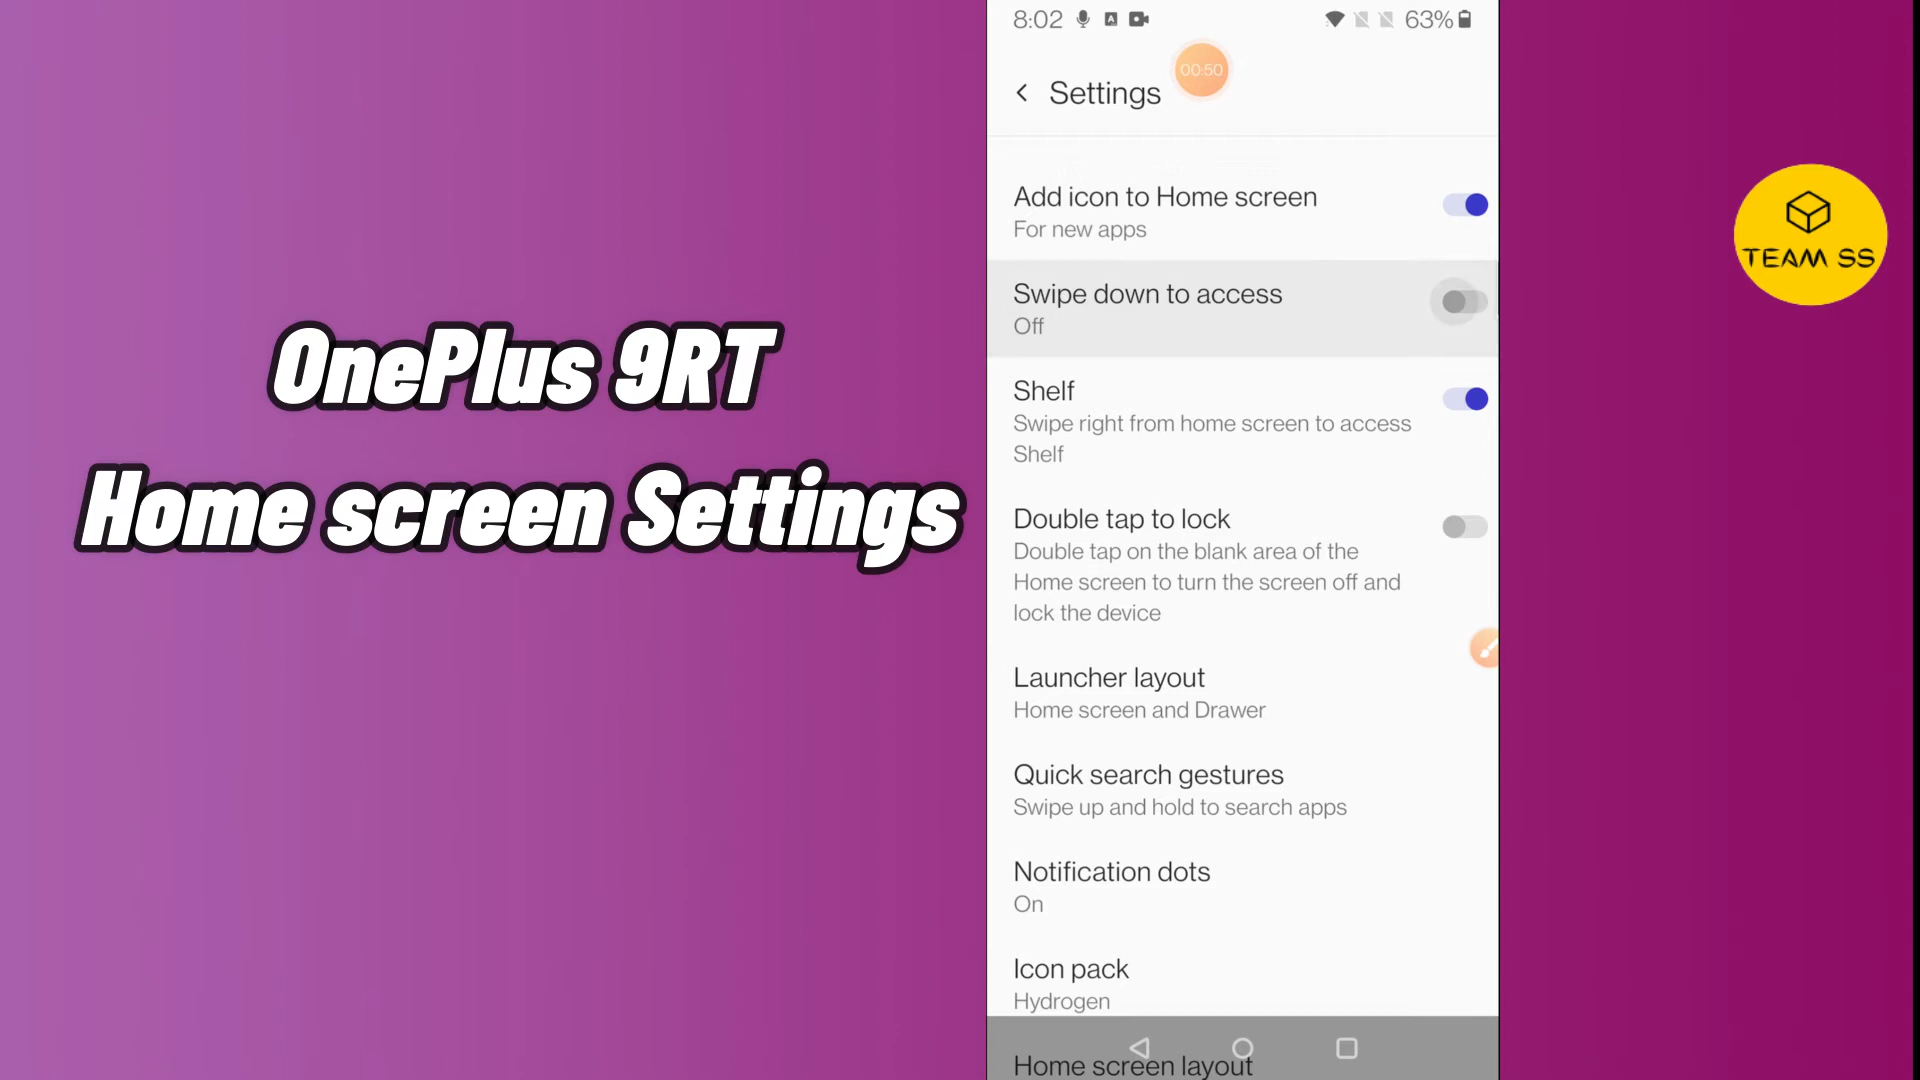 8:02
63%
00:50
Settings
Add icon to Home screen
For new apps
Swipe down to access
Off
Shelf
Swipe right from home screen to access
Shelf
Double tap to lock
Double tap on the blank area of the
Home screen to turn the screen off and
lock the device
Launcher layout
Home screen and Drawer
Quick search gestures
Swipe up and hold to search apps
Notification dots
On
Icon pack
Hydrogen
Home screen layout
OnePlus 9RT
Home screen Settings
TEAM SS